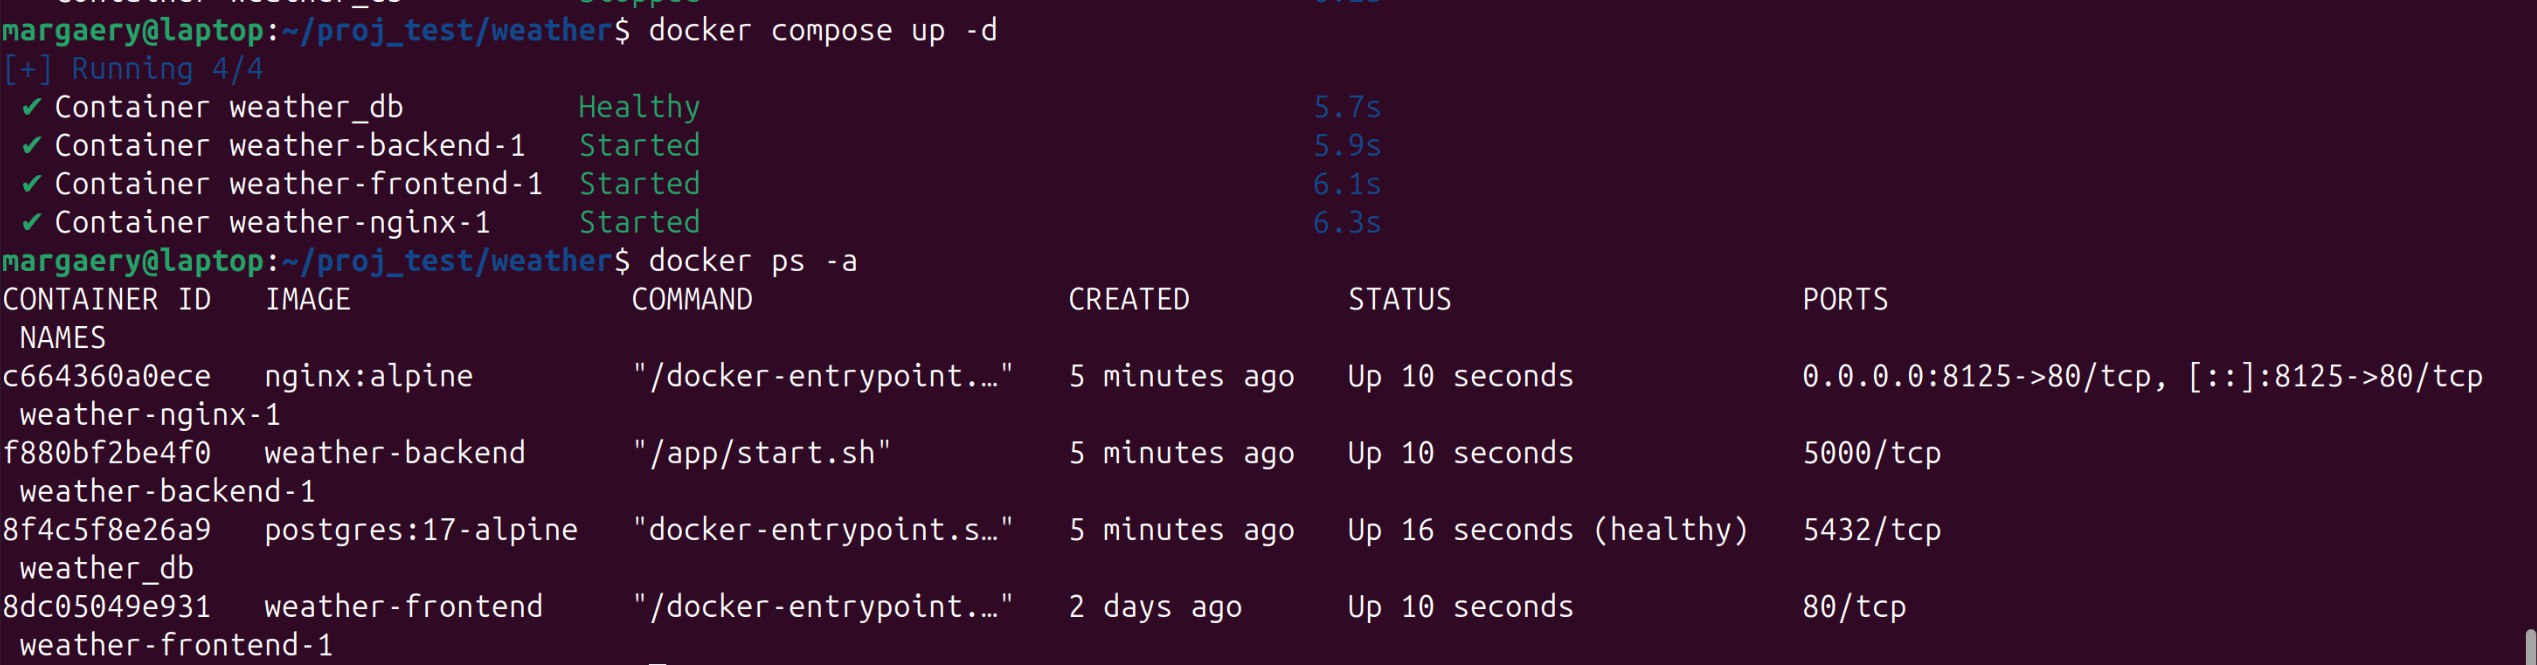 margaery@laptop:~/proj_test/weather$ docker compose up -d
[+] Running 4/4
✔ Container weather_db Healthy 5.7s
✔ Container weather-backend-1 Started 5.9s
✔ Container weather-frontend-1 Started 6.1s
✔ Container weather-nginx-1 Started 6.3s
margaery@laptop:~/proj_test/weather$ docker ps -a
CONTAINER ID IMAGE COMMAND CREATED STATUS PORTS
NAMES
c664360a0ece nginx:alpine "/docker-entrypoint.…" 5 minutes ago Up 10 seconds 0.0.0.0:8125->80/tcp, [::]:8125->80/tcp
weather-nginx-1
f880bf2be4f0 weather-backend "/app/start.sh" 5 minutes ago Up 10 seconds 5000/tcp
weather-backend-1
8f4c5f8e26a9 postgres:17-alpine "docker-entrypoint.s…" 5 minutes ago Up 16 seconds (healthy) 5432/tcp
weather_db
8dc05049e931 weather-frontend "/docker-entrypoint.…" 2 days ago Up 10 seconds 80/tcp
weather-frontend-1